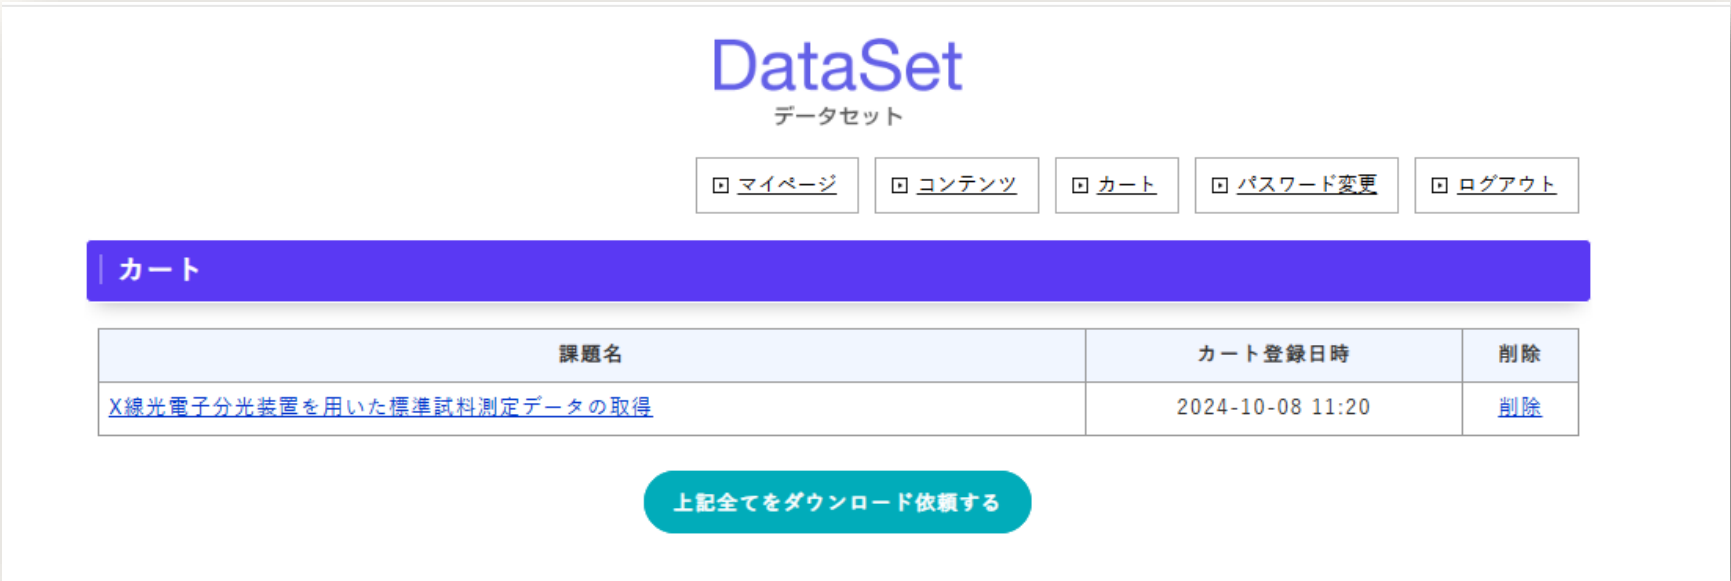 DataSet
データセット
マイページ コンテンツ カート パスワード変更 ログアウト
カート
課題名 カート登録日時 削除
X線光電子分光装置を用いた標準試料測定データの取得 2024-10-08 11:20 削除
上記全てをダウンロード依頼する